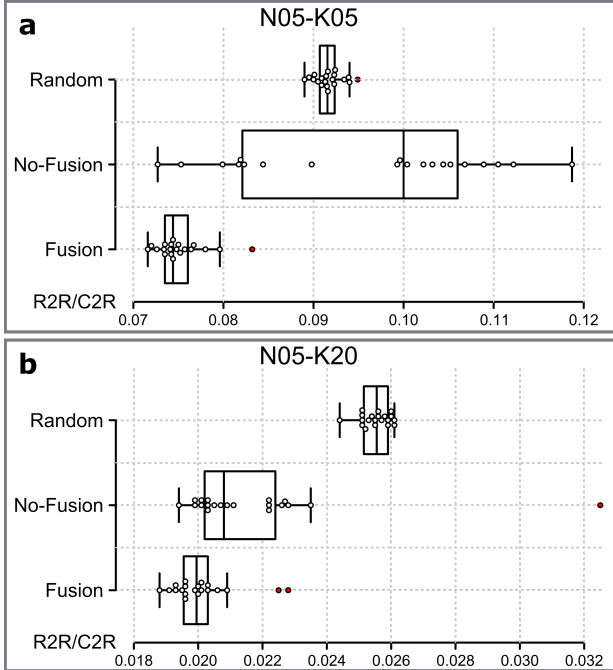 a
N05-K05
Random
No-Fusion
Fusion
R2R/C2R
0.07 0.08 0.09 0.10 0.11 0.12
b
N05-K20
Random
No-Fusion
Fusion
R2R/C2R
0.018 0.020 0.022 0.024 0.026 0.028 0.030 0.032